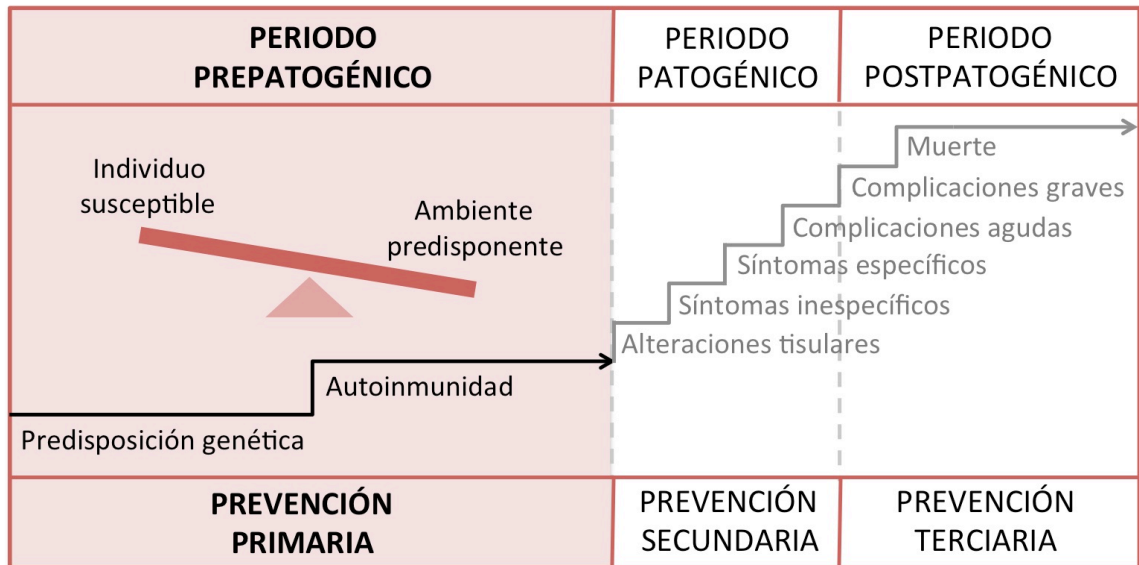 PERIODO
PREPATOGÉNICO
PERIODO
PATOGÉNICO
PERIODO
POSTPATOGÉNICO
Individuo
susceptible
Ambiente
predisponente
Predisposición genética
Autoinmunidad
Alteraciones tisulares
Síntomas inespecíficos
Síntomas específicos
Complicaciones agudas
Complicaciones graves
Muerte
PREVENCIÓN
PRIMARIA
PREVENCIÓN
SECUNDARIA
PREVENCIÓN
TERCIARIA